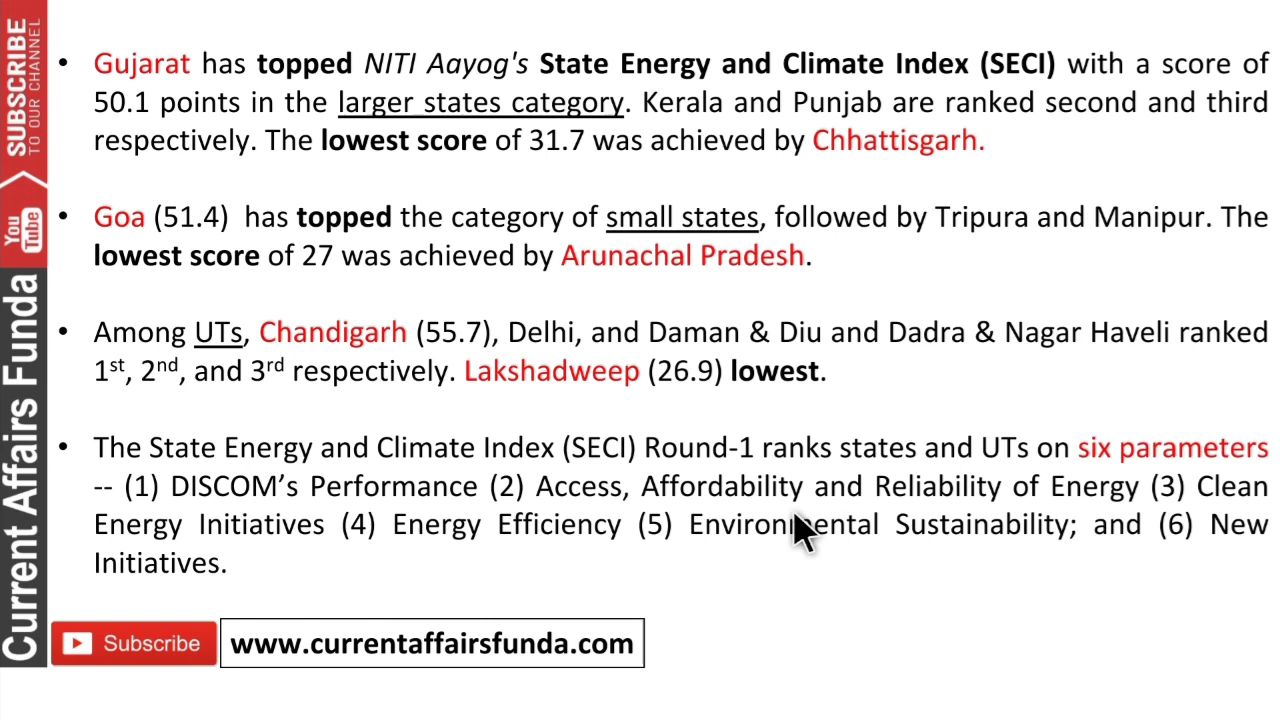 SUBSCRIBE
TO OUR CHANNEL
You
Tube
Current Affairs Funda
• Gujarat has topped NITI Aayog's State Energy and Climate Index (SECI) with a score of
50.1 points in the larger states category. Kerala and Punjab are ranked second and third
respectively. The lowest score of 31.7 was achieved by Chhattisgarh.
• Goa (51.4) has topped the category of small states, followed by Tripura and Manipur. The
lowest score of 27 was achieved by Arunachal Pradesh.
• Among UTs, Chandigarh (55.7), Delhi, and Daman & Diu and Dadra & Nagar Haveli ranked
1st, 2nd, and 3rd respectively. Lakshadweep (26.9) lowest.
• The State Energy and Climate Index (SECI) Round-1 ranks states and UTs on six parameters
-- (1) DISCOM’s Performance (2) Access, Affordability and Reliability of Energy (3) Clean
Energy Initiatives (4) Energy Efficiency (5) Environmental Sustainability; and (6) New
Initiatives.
Subscribe
www.currentaffairsfunda.com